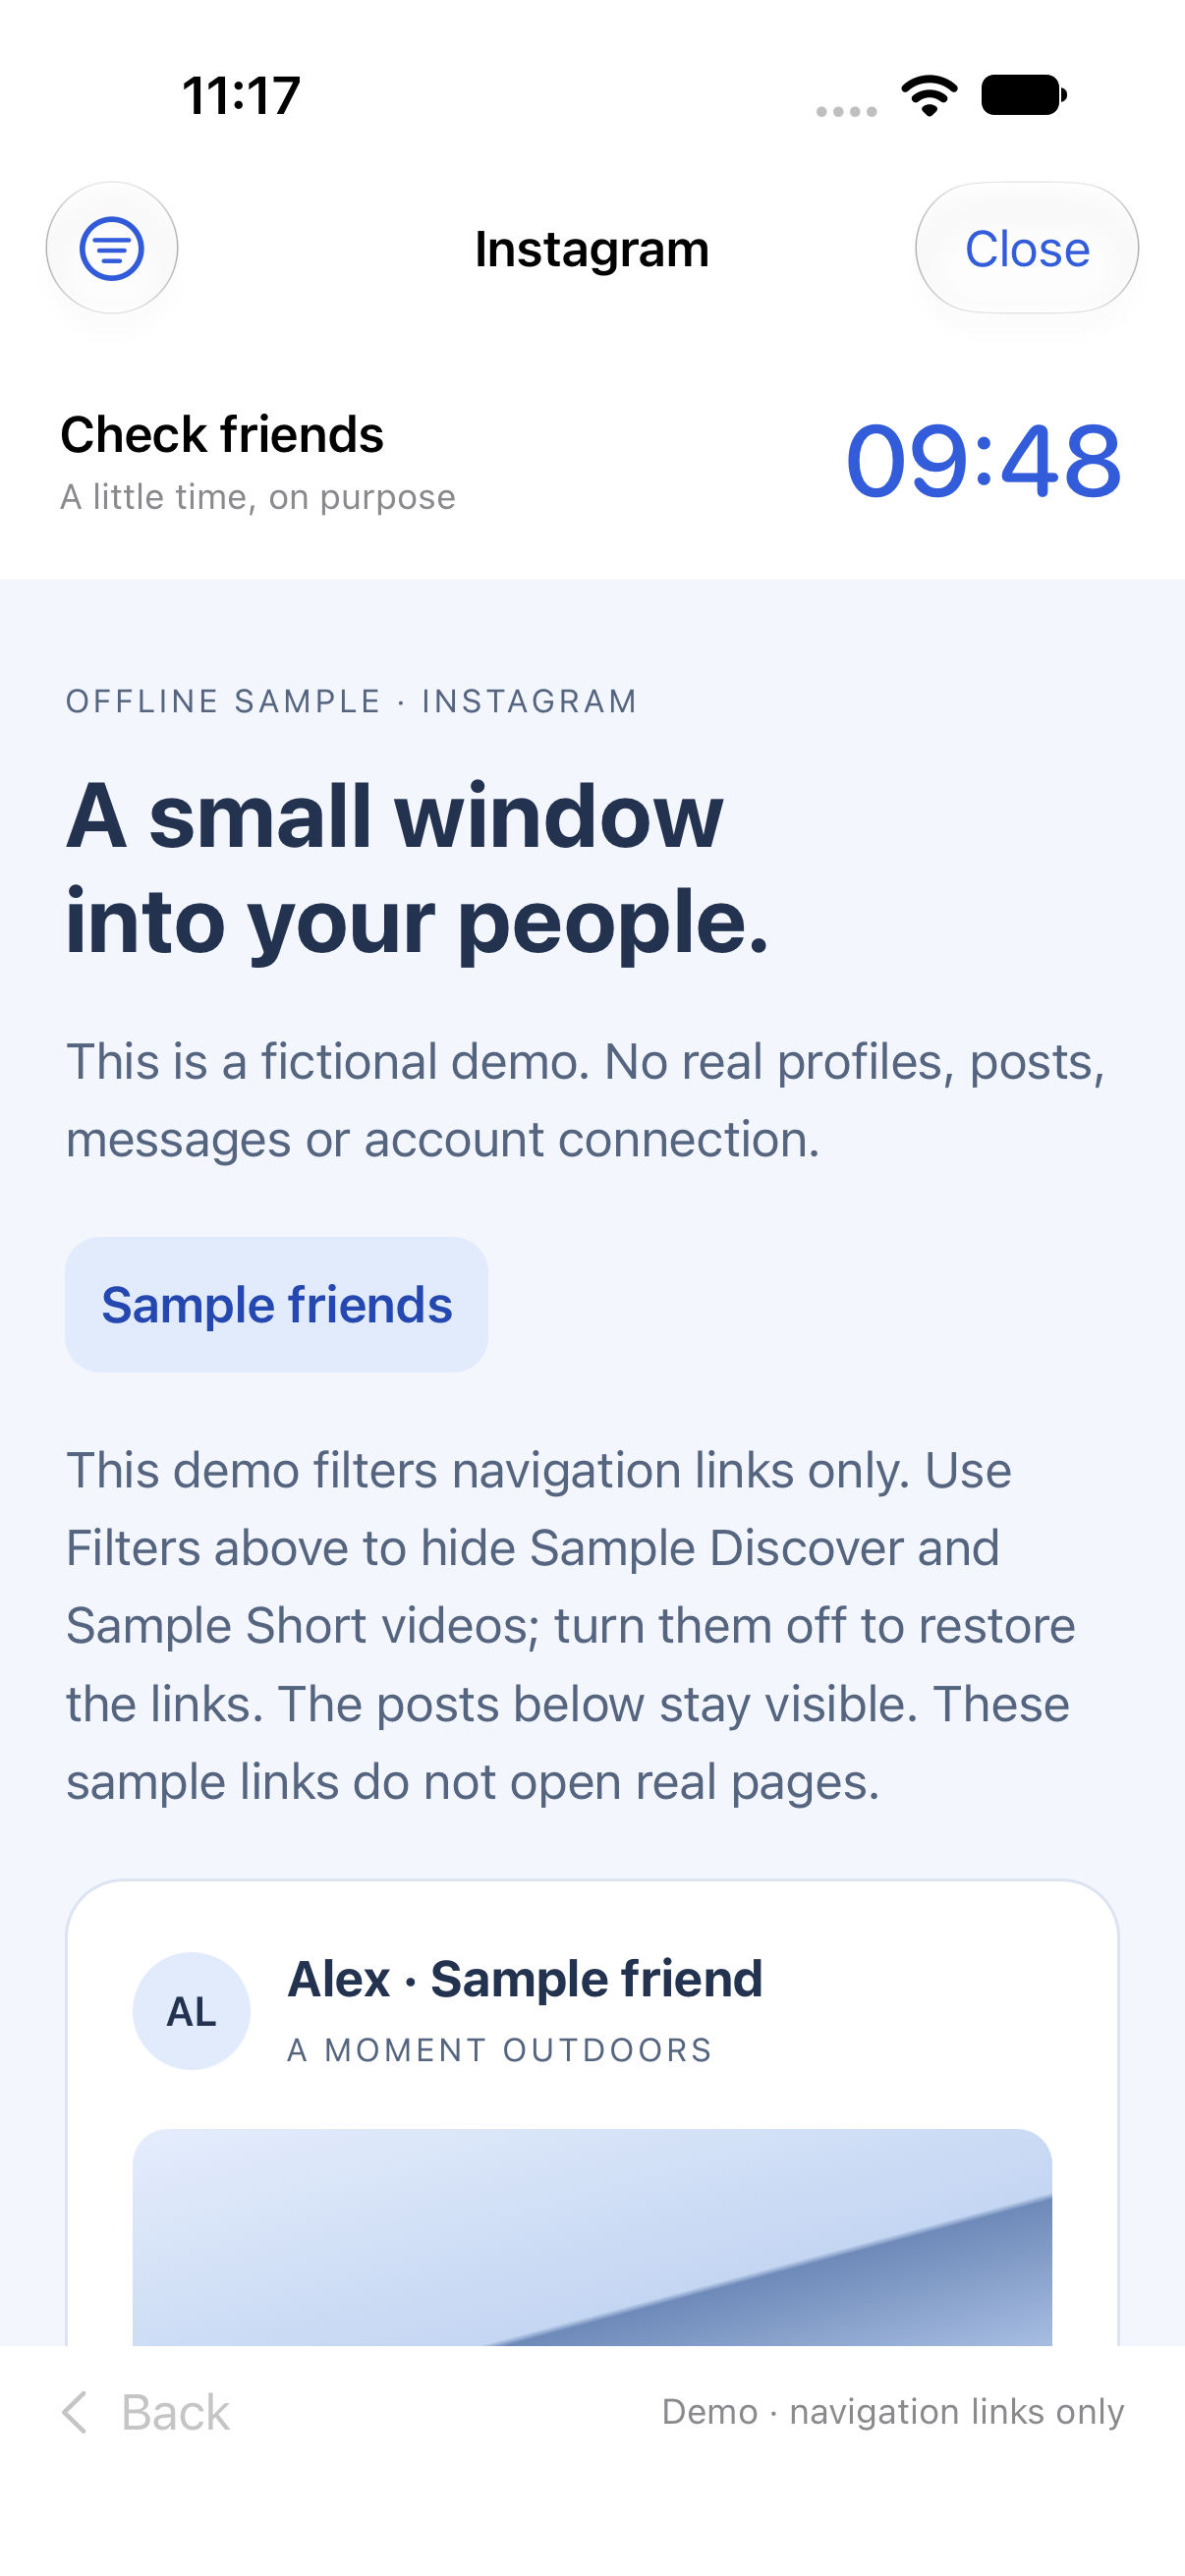 11:17
Instagram
Close
Check friends
09:48
A little time, on purpose
OFFLINE SAMPLE · INSTAGRAM
A small window
into your people.
This is a fictional demo. No real profiles, posts,
messages or account connection.
Sample friends
This demo filters navigation links only. Use
Filters above to hide Sample Discover and
Sample Short videos; turn them off to restore
the links. The posts below stay visible. These
sample links do not open real pages.
AL
Alex · Sample friend
A MOMENT OUTDOORS
Back
Demo · navigation links only